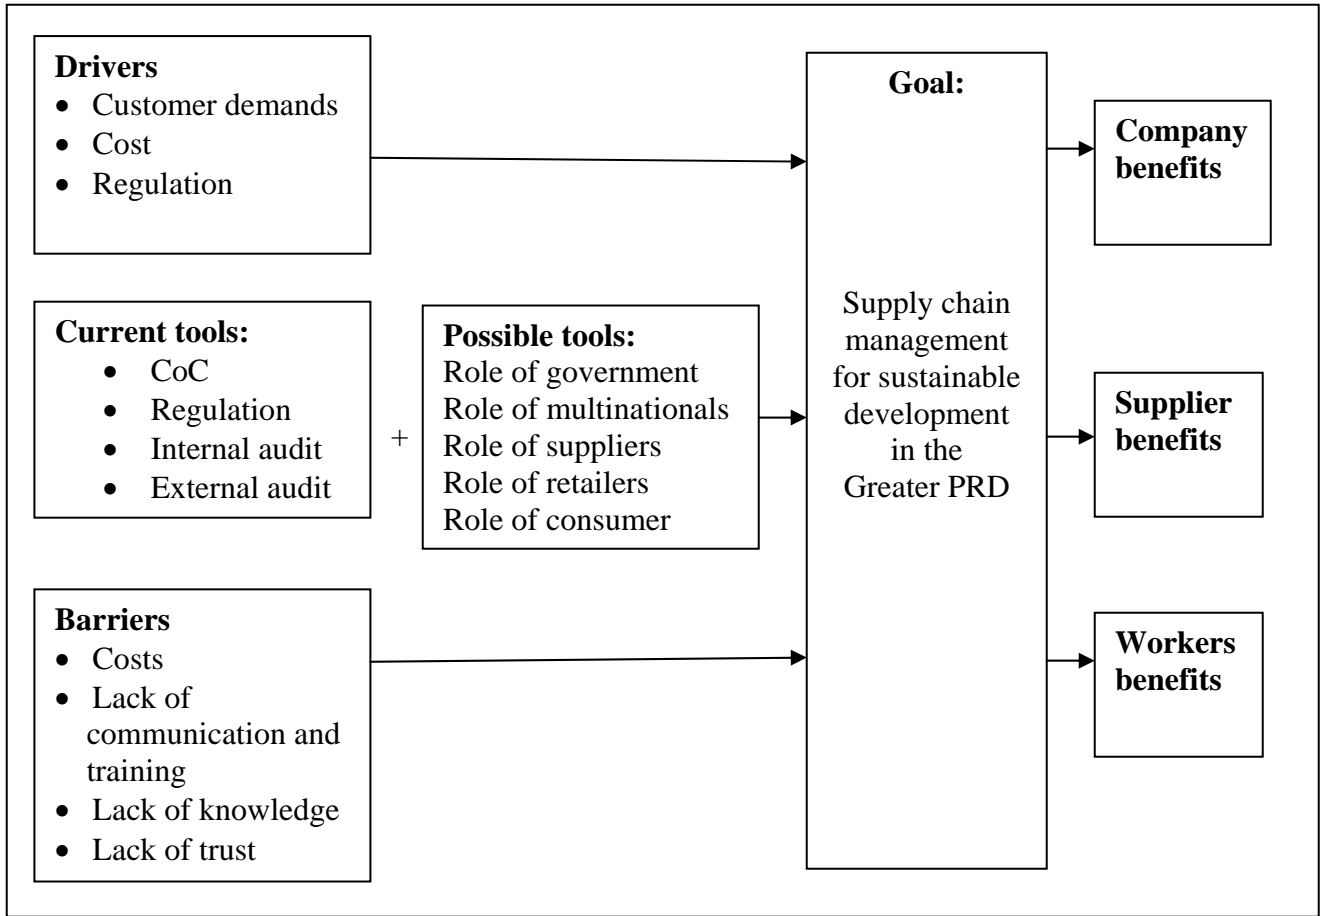 Drivers
• Customer demands
• Cost
• Regulation
Current tools:
• CoC
• Regulation
• Internal audit
• External audit
+
Possible tools:
Role of government
Role of multinationals
Role of suppliers
Role of retailers
Role of consumer
Barriers
• Costs
• Lack of
communication and
training
• Lack of knowledge
• Lack of trust
Goal:
Supply chain
management
for sustainable
development
in the
Greater PRD
Company
benefits
Supplier
benefits
Workers
benefits